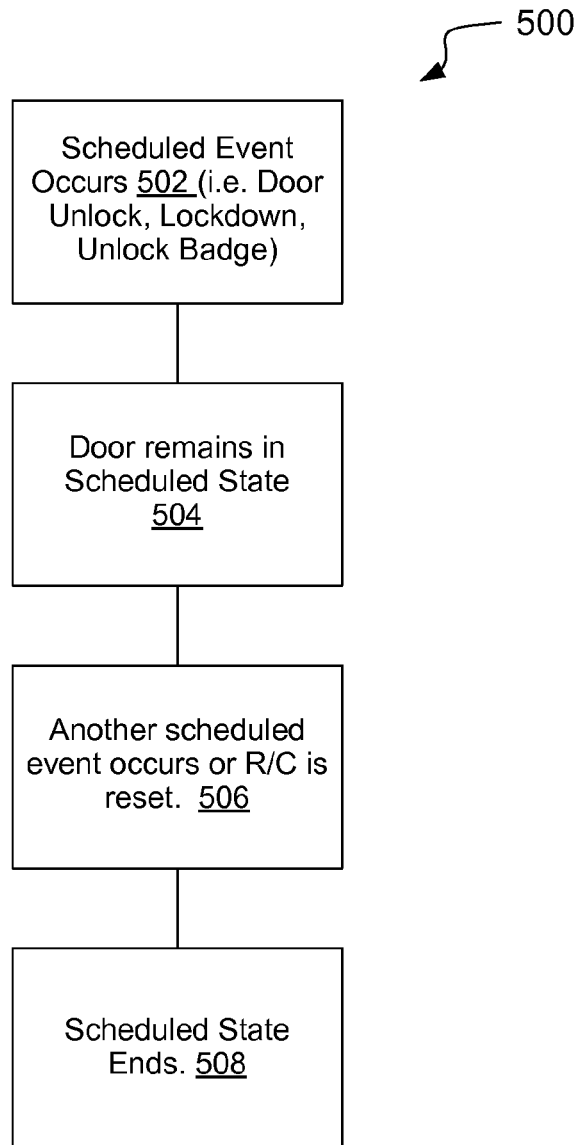 500
Scheduled Event
Occurs 502 (i.e. Door
Unlock, Lockdown,
Unlock Badge)
Door remains in
Scheduled State
504
Another scheduled
event occurs or R/C is
reset. 506
Scheduled State
Ends. 508